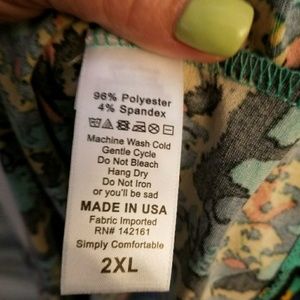 96% Polyester
4% Spandex
Machine Wash Cold
Gentle Cycle
Do Not Bleach
Hang Dry
Do Not Iron
or you'll be sad
MADE IN USA
Fabric Imported
RN# 142161
Simply Comfortable
2XL